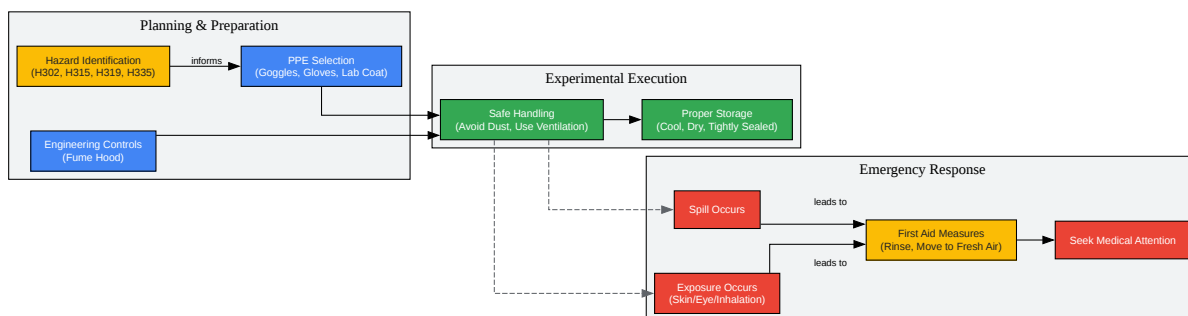 Planning & Preparation
Hazard Identification
(H302, H315, H319, H335)
informs
PPE Selection
(Goggles, Gloves, Lab Coat)
Engineering Controls
(Fume Hood)
Experimental Execution
Safe Handling
(Avoid Dust, Use Ventilation)
Proper Storage
(Cool, Dry, Tightly Sealed)
Emergency Response
Spill Occurs
leads to
First Aid Measures
(Rinse, Move to Fresh Air)
Seek Medical Attention
leads to
Exposure Occurs
(Skin/Eye/Inhalation)